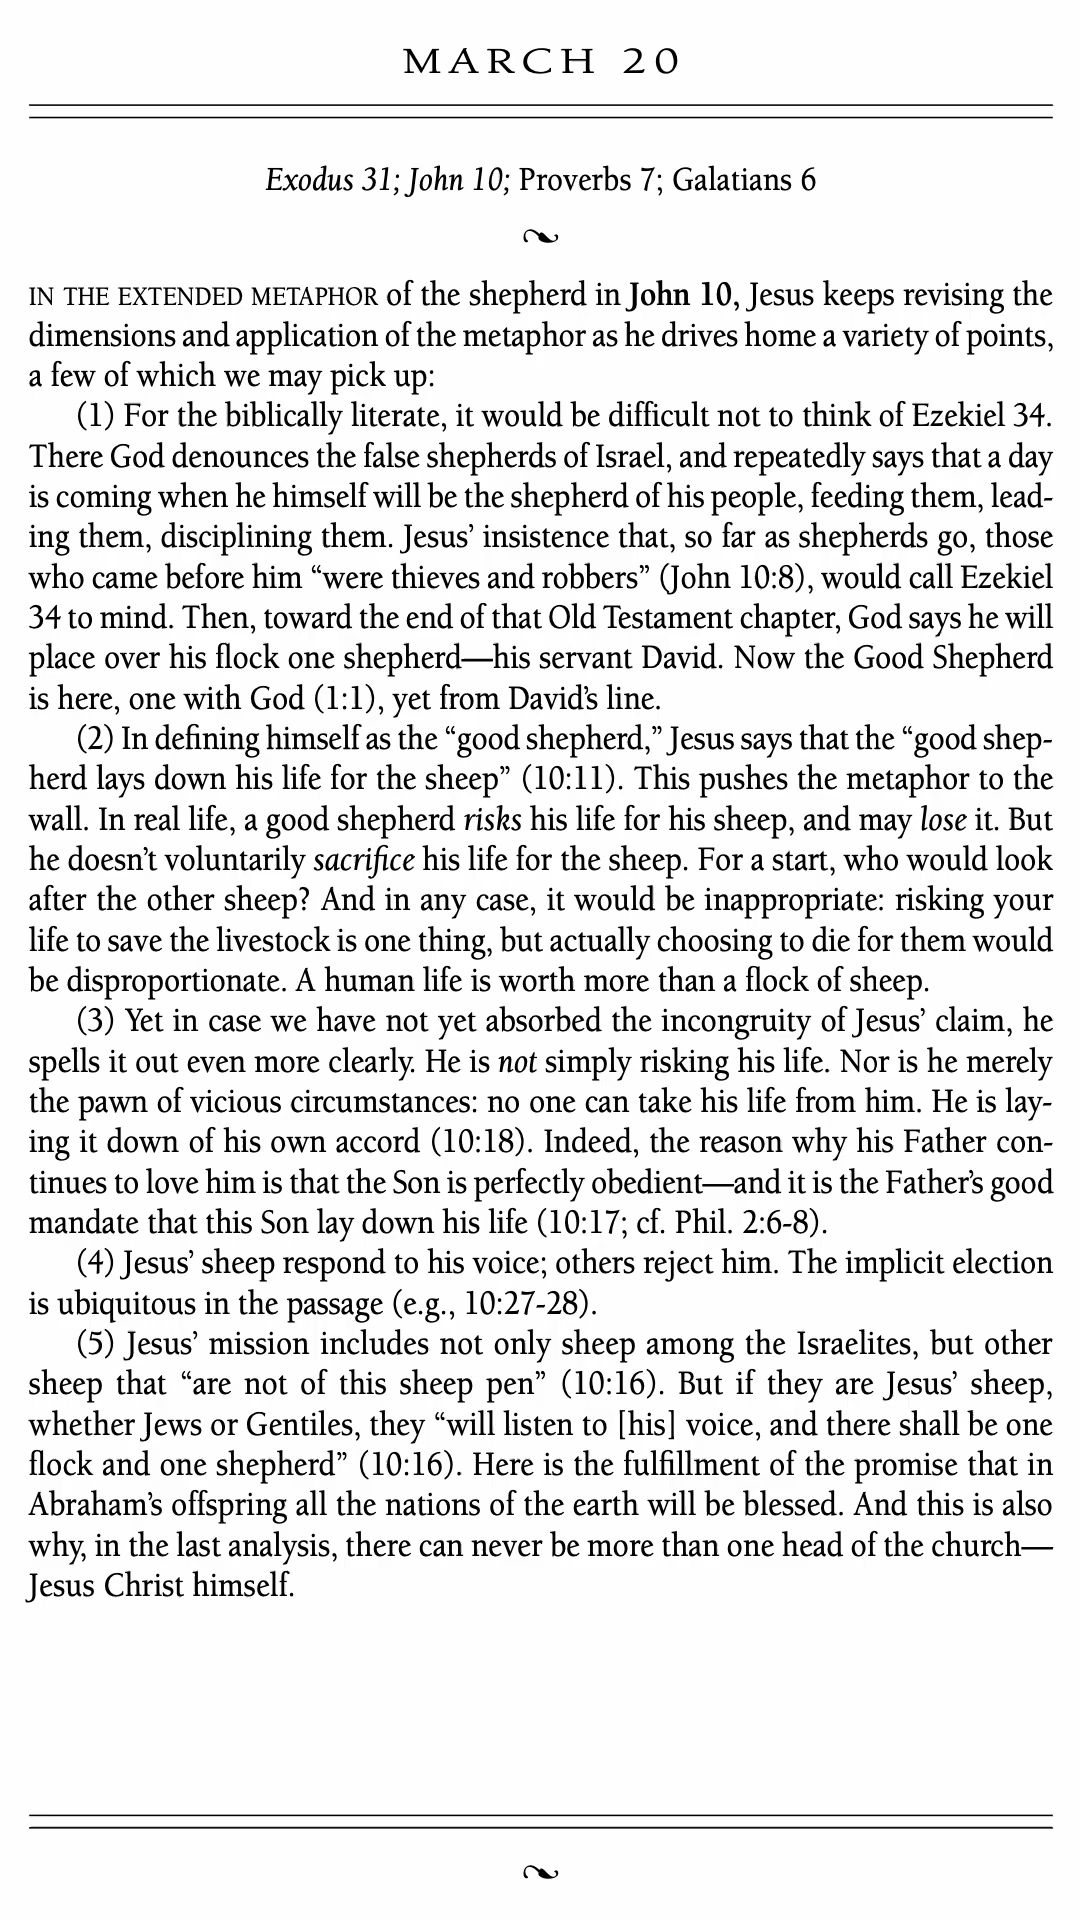 MARCH 20
Exodus 31; John 10; Proverbs 7; Galatians 6
IN THE EXTENDED METAPHOR of the shepherd in John 10, Jesus keeps revising the
dimensions and application of the metaphor as he drives home a variety of points,
a few of which we may pick up:
(1) For the biblically literate, it would be difficult not to think of Ezekiel 34.
There God denounces the false shepherds of Israel, and repeatedly says that a day
is coming when he himself will be the shepherd of his people, feeding them, lead-
ing them, disciplining them. Jesus’ insistence that, so far as shepherds go, those
who came before him “were thieves and robbers” (John 10:8), would call Ezekiel
34 to mind. Then, toward the end of that Old Testament chapter, God says he will
place over his flock one shepherd—his servant David. Now the Good Shepherd
is here, one with God (1:1), yet from David’s line.
(2) In defining himself as the “good shepherd,” Jesus says that the “good shep-
herd lays down his life for the sheep” (10:11). This pushes the metaphor to the
wall. In real life, a good shepherd risks his life for his sheep, and may lose it. But
he doesn’t voluntarily sacrifice his life for the sheep. For a start, who would look
after the other sheep? And in any case, it would be inappropriate: risking your
life to save the livestock is one thing, but actually choosing to die for them would
be disproportionate. A human life is worth more than a flock of sheep.
(3) Yet in case we have not yet absorbed the incongruity of Jesus’ claim, he
spells it out even more clearly. He is not simply risking his life. Nor is he merely
the pawn of vicious circumstances: no one can take his life from him. He is lay-
ing it down of his own accord (10:18). Indeed, the reason why his Father con-
tinues to love him is that the Son is perfectly obedient—and it is the Father’s good
mandate that this Son lay down his life (10:17; cf. Phil. 2:6-8).
(4) Jesus’ sheep respond to his voice; others reject him. The implicit election
is ubiquitous in the passage (e.g., 10:27-28).
(5) Jesus’ mission includes not only sheep among the Israelites, but other
sheep that “are not of this sheep pen” (10:16). But if they are Jesus’ sheep,
whether Jews or Gentiles, they “will listen to [his] voice, and there shall be one
flock and one shepherd” (10:16). Here is the fulfillment of the promise that in
Abraham’s offspring all the nations of the earth will be blessed. And this is also
why, in the last analysis, there can never be more than one head of the church—
Jesus Christ himself.